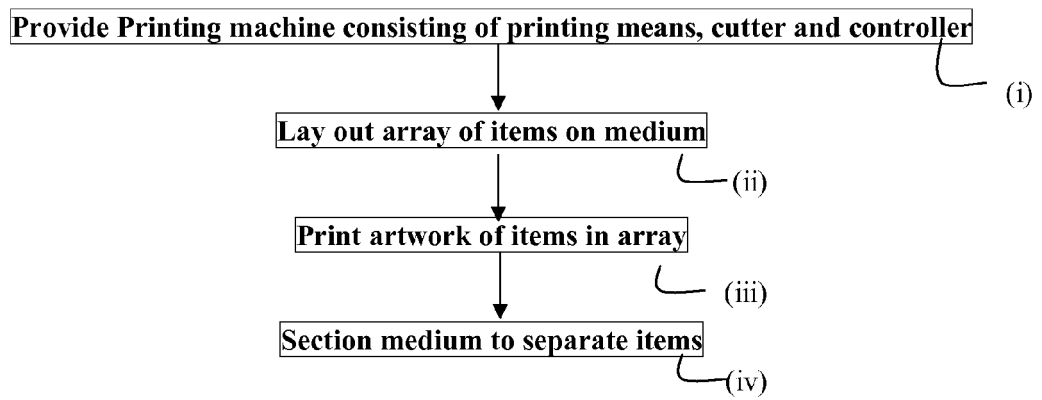 Provide Printing machine consisting of printing means, cutter and controller
(i)
Lay out array of items on medium
(ii)
Print artwork of items in array
(iii)
Section medium to separate items
(iv)